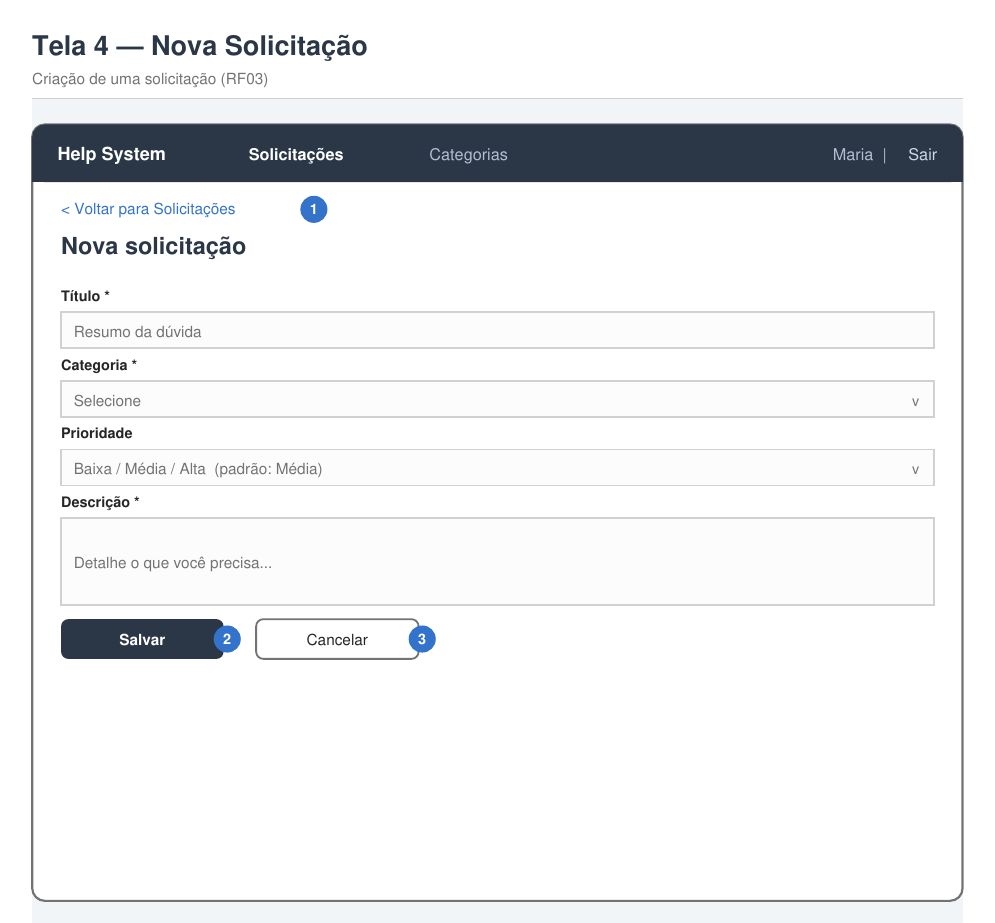 Tela 4 — Nova Solicitação
Criação de uma solicitação (RF03)
Help System Solicitações Categorias Maria | Sair
< Voltar para Solicitações 1
Nova solicitação
Título *
Resumo da dúvida
Categoria *
Selecione v
Prioridade
Baixa / Média / Alta (padrão: Média) v
Descrição *
Detalhe o que você precisa...
Salvar 2 Cancelar 3